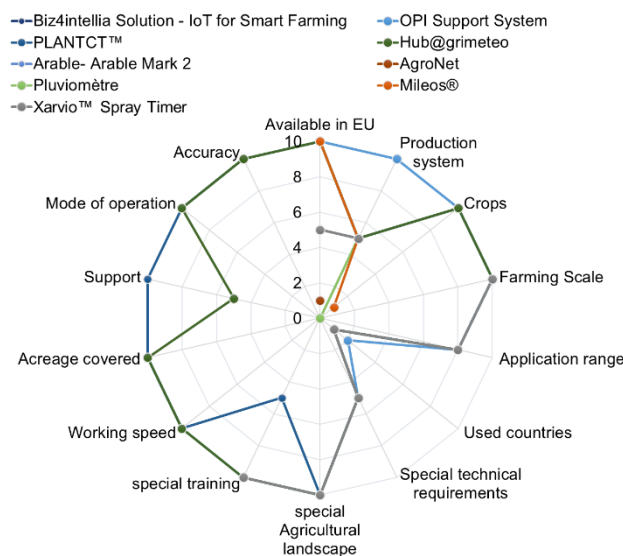 Biz4intellia Solution - IoT for Smart Farming
OPI Support System
PLANTCT™
Hub@grimeteo
Arable- Arable Mark 2
AgroNet
Pluviomètre
Mileos®
Xarvio™ Spray Timer
Available in EU
Production
system
Crops
Farming Scale
Application range
Used countries
Special technical
requirements
special
Agricultural
landscape
special training
Working speed
Acreage covered
Support
Mode of operation
Accuracy
10
8
6
4
2
0